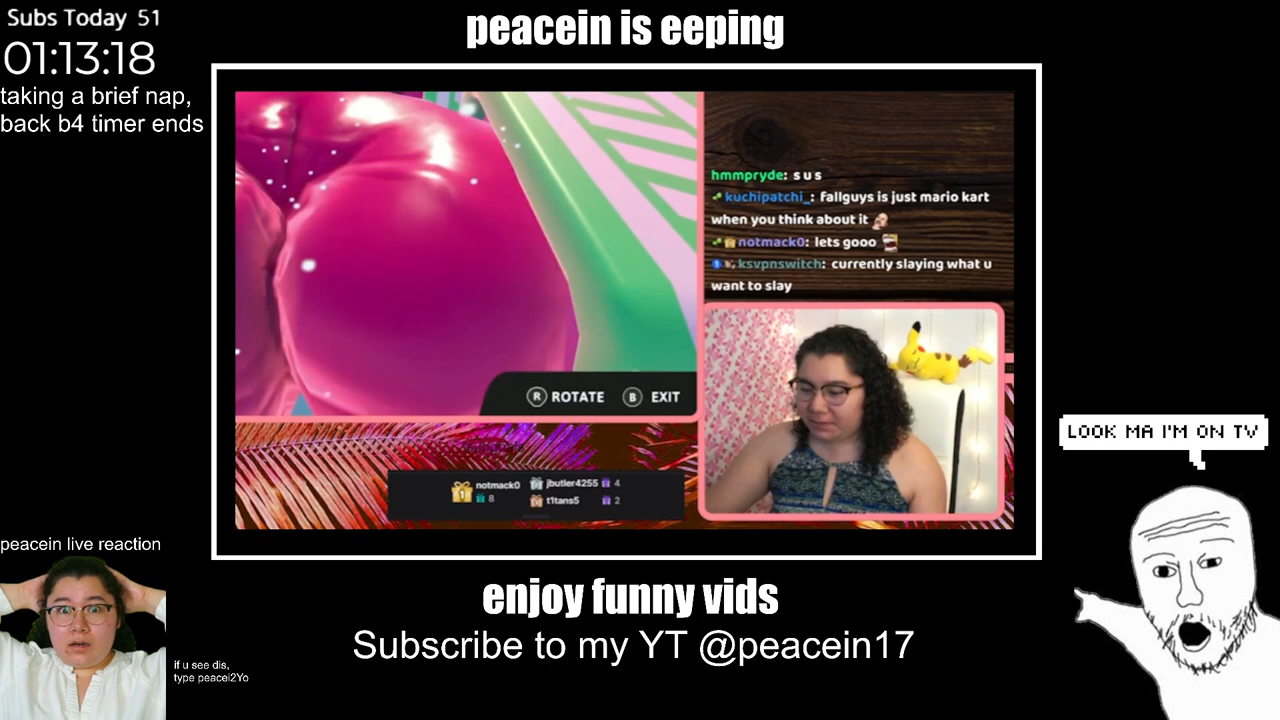 Subs Today 51
01:13:18
taking a brief nap,
back b4 timer ends
peacein is eeping
hmmpryde: s u s
kuchipatchi_: fallguys is just mario kart
when you think about it
notmack0: lets gooo
ksvpnswitch: currently slaying what u
want to slay
R ROTATE B EXIT
1 notmack0 8
jbutler4255 4
t1tans5 2
LOOK MA I'M ON TV
peacein live reaction
if u see dis,
type peacei2Yo
enjoy funny vids
Subscribe to my YT @peacein17